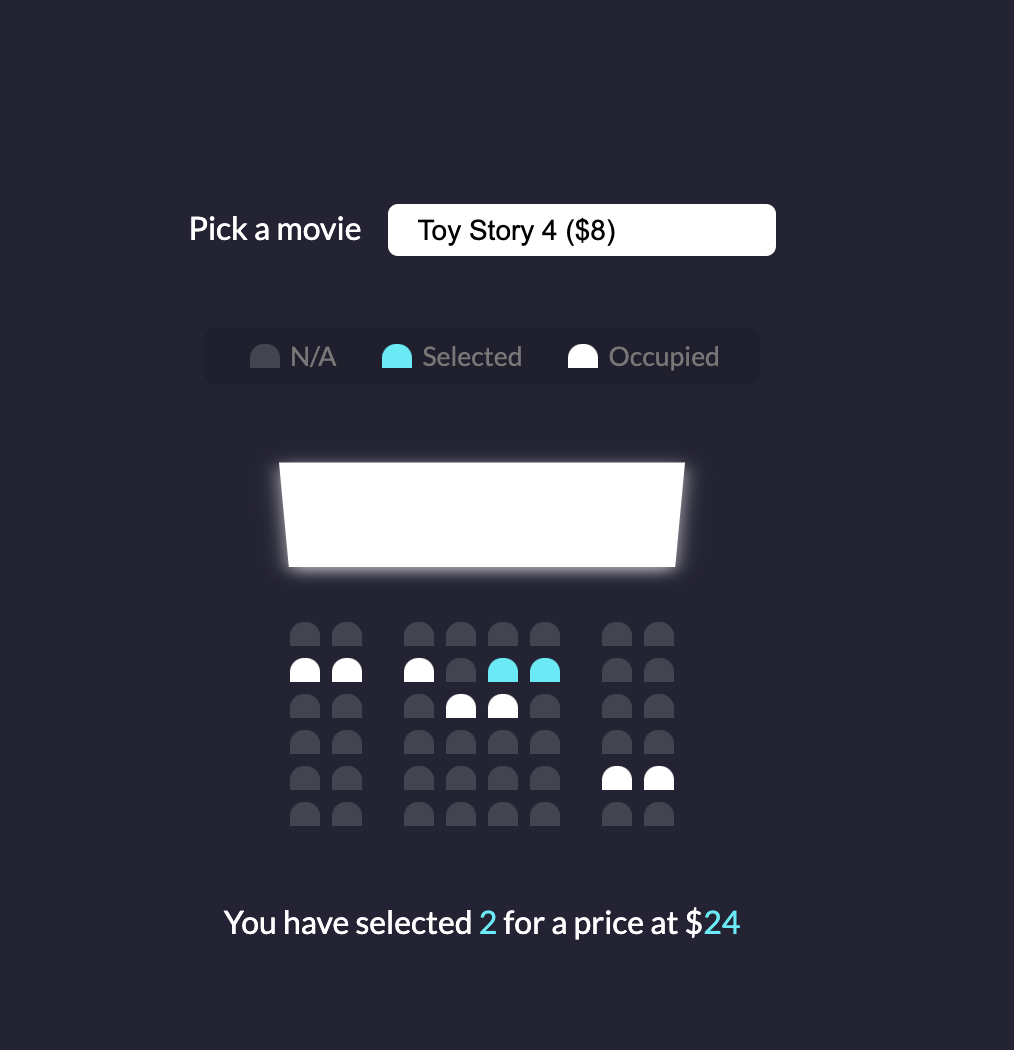 Pick a movie Toy Story 4 ($8)
N/A Selected Occupied
You have selected 2 for a price at $24